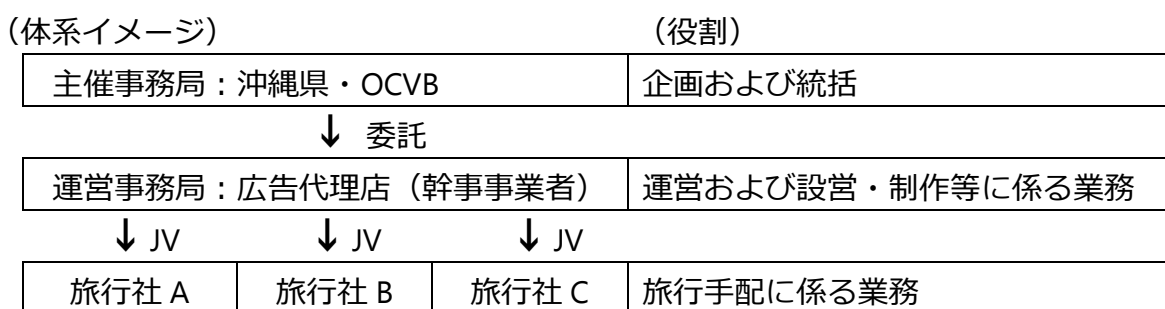 （体系イメージ） （役割）
主催事務局：沖縄県・OCVB 企画および統括
↓ 委託
運営事務局：広告代理店（幹事事業者） 運営および設営・制作等に係る業務
↓ JV ↓ JV ↓ JV
旅行社 A 旅行社 B 旅行社 C 旅行手配に係る業務